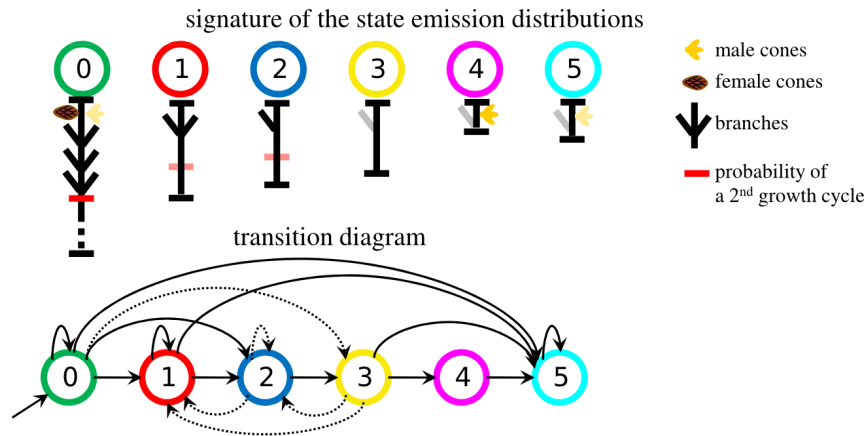 signature of the state emission distributions
0 1 2 3 4 5
male cones
female cones
branches
probability of
a 2nd growth cycle
transition diagram
0 1 2 3 4 5